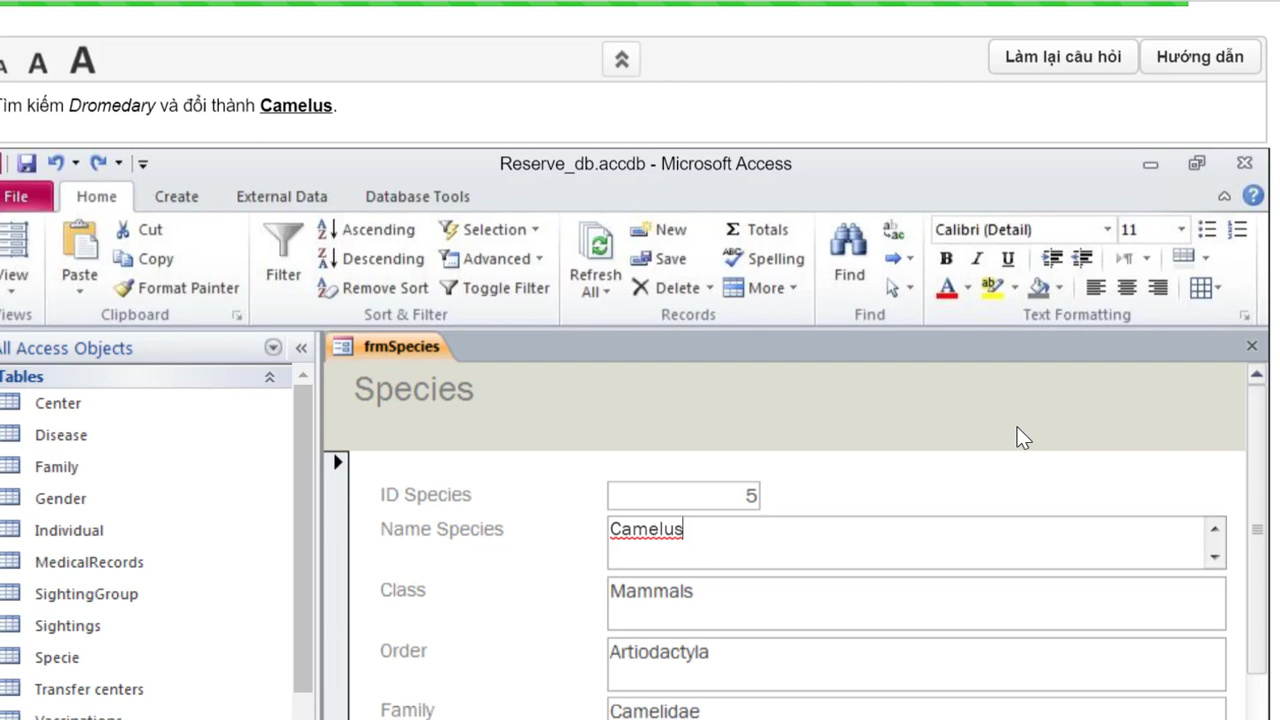 A A A
Làm lại câu hỏi
Hướng dẫn
Tìm kiếm Dromedary và đổi thành Camelus.
Reserve_db.accdb - Microsoft Access
File Home Create External Data Database Tools
View
Views
Paste
Cut
Copy
Format Painter
Clipboard
Filter
Ascending
Descending
Remove Sort
Selection
Advanced
Toggle Filter
Sort & Filter
Refresh
All
New
Save
Delete
Totals
Spelling
More
Records
Find
Find
Calibri (Detail) 11
B I U
Text Formatting
All Access Objects
Tables
Center
Disease
Family
Gender
Individual
MedicalRecords
SightingGroup
Sightings
Specie
Transfer centers
frmSpecies
Species
ID Species 5
Name Species Camelus
Class Mammals
Order Artiodactyla
Family Camelidae